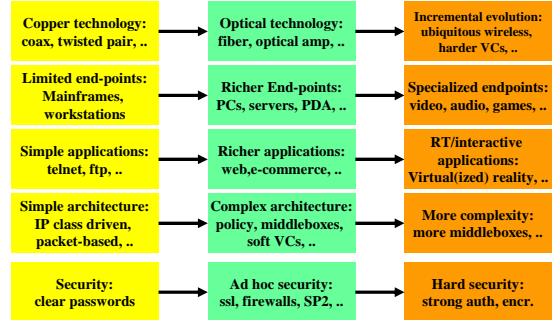 Copper technology:
coax, twisted pair, ..
Optical technology:
fiber, optical amp, ..
Incremental evolution:
ubiquitous wireless,
harder VCs, ..
Limited end-points:
Mainframes,
workstations
Richer End-points:
PCs, servers, PDA, ..
Specialized endpoints:
video, audio, games, ..
Simple applications:
telnet, ftp, ..
Richer applications:
web,e-commerce, ..
RT/interactive
applications:
Virtual(ized) reality, ..
Simple architecture:
IP class driven,
packet-based, ..
Complex architecture:
policy, middleboxes,
soft VCs, ..
More complexity:
more middleboxes, ..
Security:
clear passwords
Ad hoc security:
ssl, firewalls, SP2, ..
Hard security:
strong auth, encr.